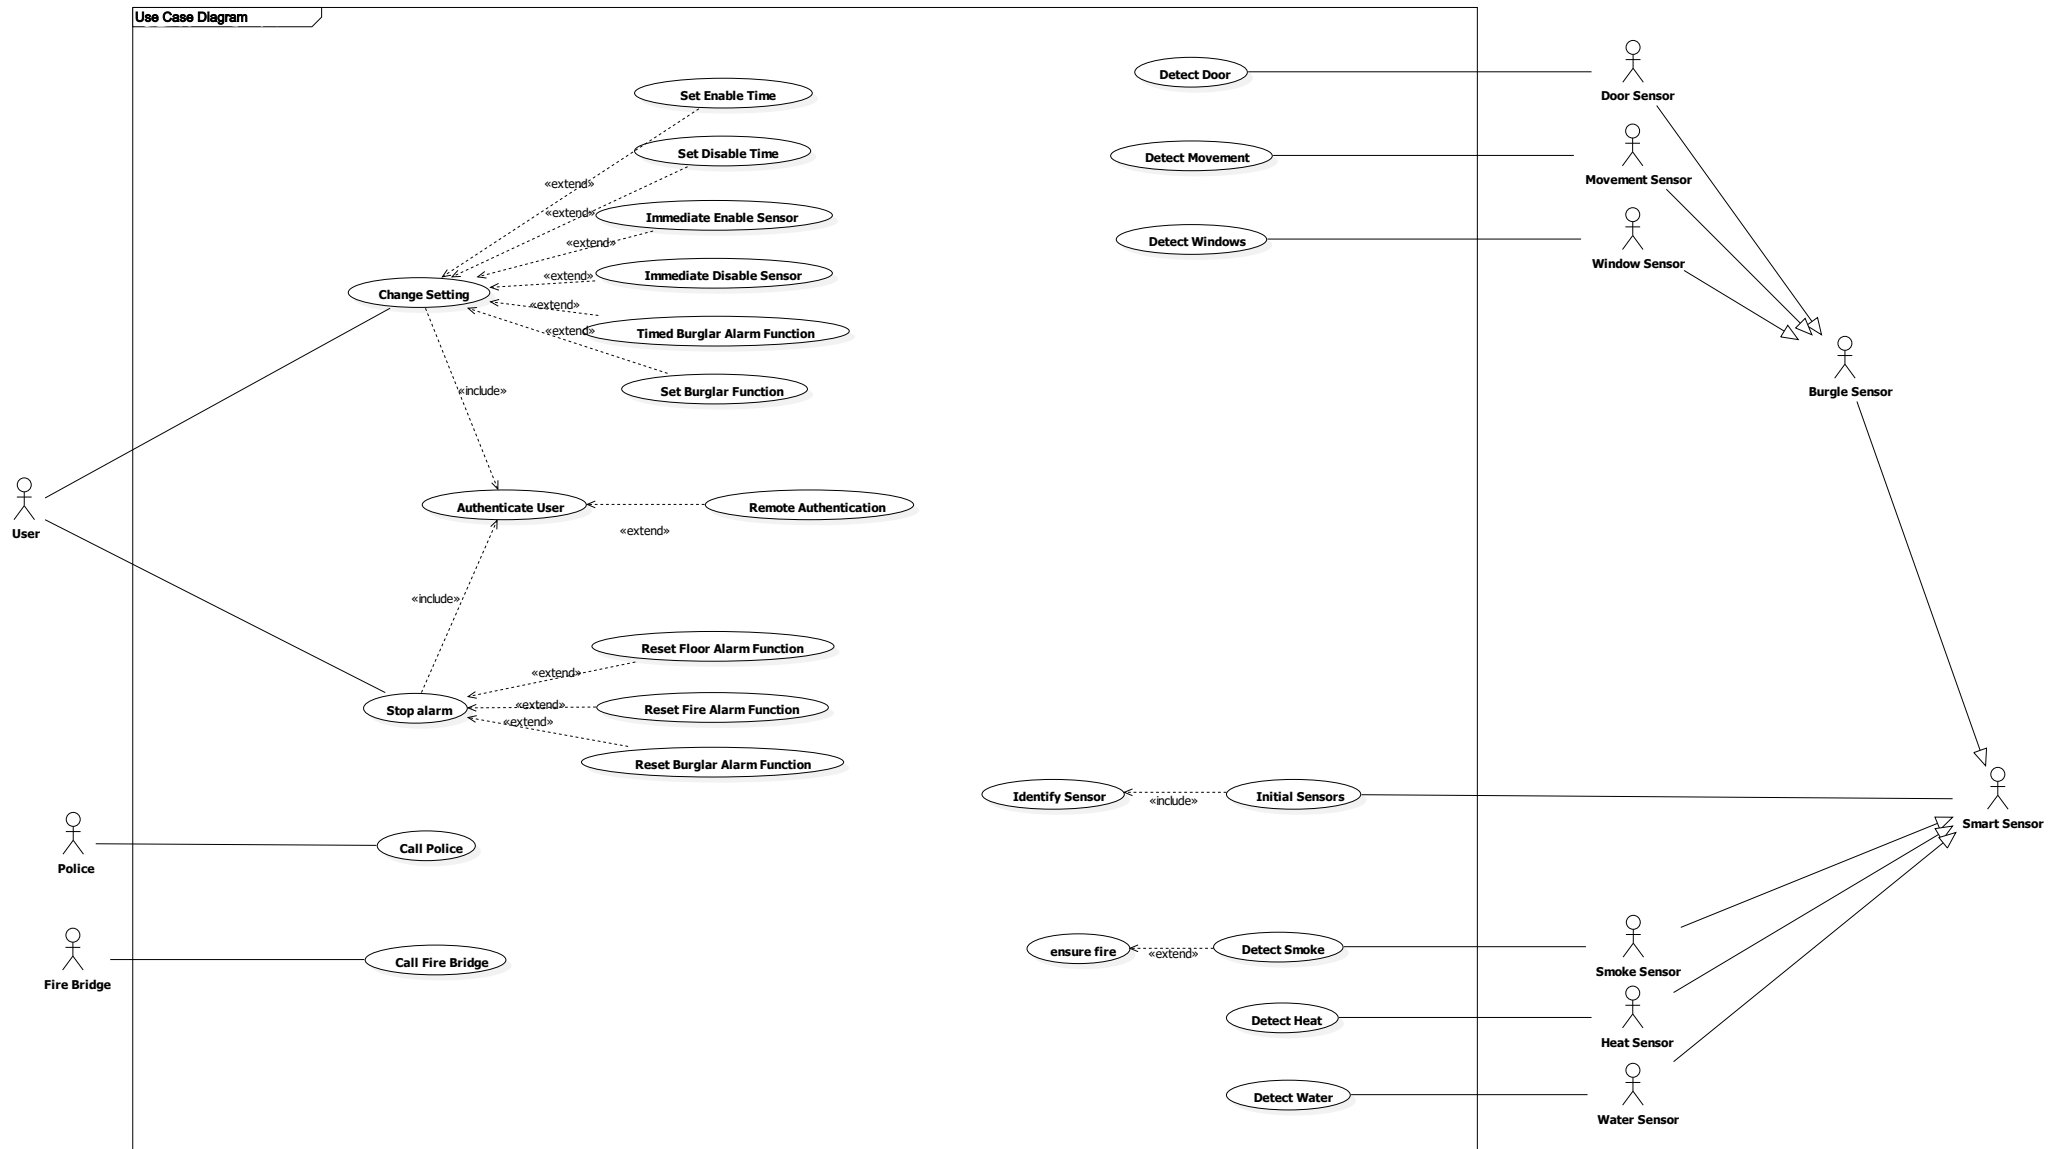 Use Case Diagram
Set Enable Time
Set Disable Time
«extend»
«extend»
Immediate Enable Sensor
«extend»
Immediate Disable Sensor
«extend»
Change Setting
«extend»
Timed Burglar Alarm Function
«extend»
Set Burglar Function
«include»
User
Authenticate User
Remote Authentication
«extend»
«include»
Reset Floor Alarm Function
«extend»
Stop alarm
«extend»
Reset Fire Alarm Function
«extend»
Reset Burglar Alarm Function
Police
Call Police
Fire Bridge
Call Fire Bridge
Detect Door
Door Sensor
Detect Movement
Movement Sensor
Detect Windows
Window Sensor
Burgle Sensor
Identify Sensor
«include»
Initial Sensors
Smart Sensor
ensure fire
«extend»
Detect Smoke
Smoke Sensor
Detect Heat
Heat Sensor
Detect Water
Water Sensor